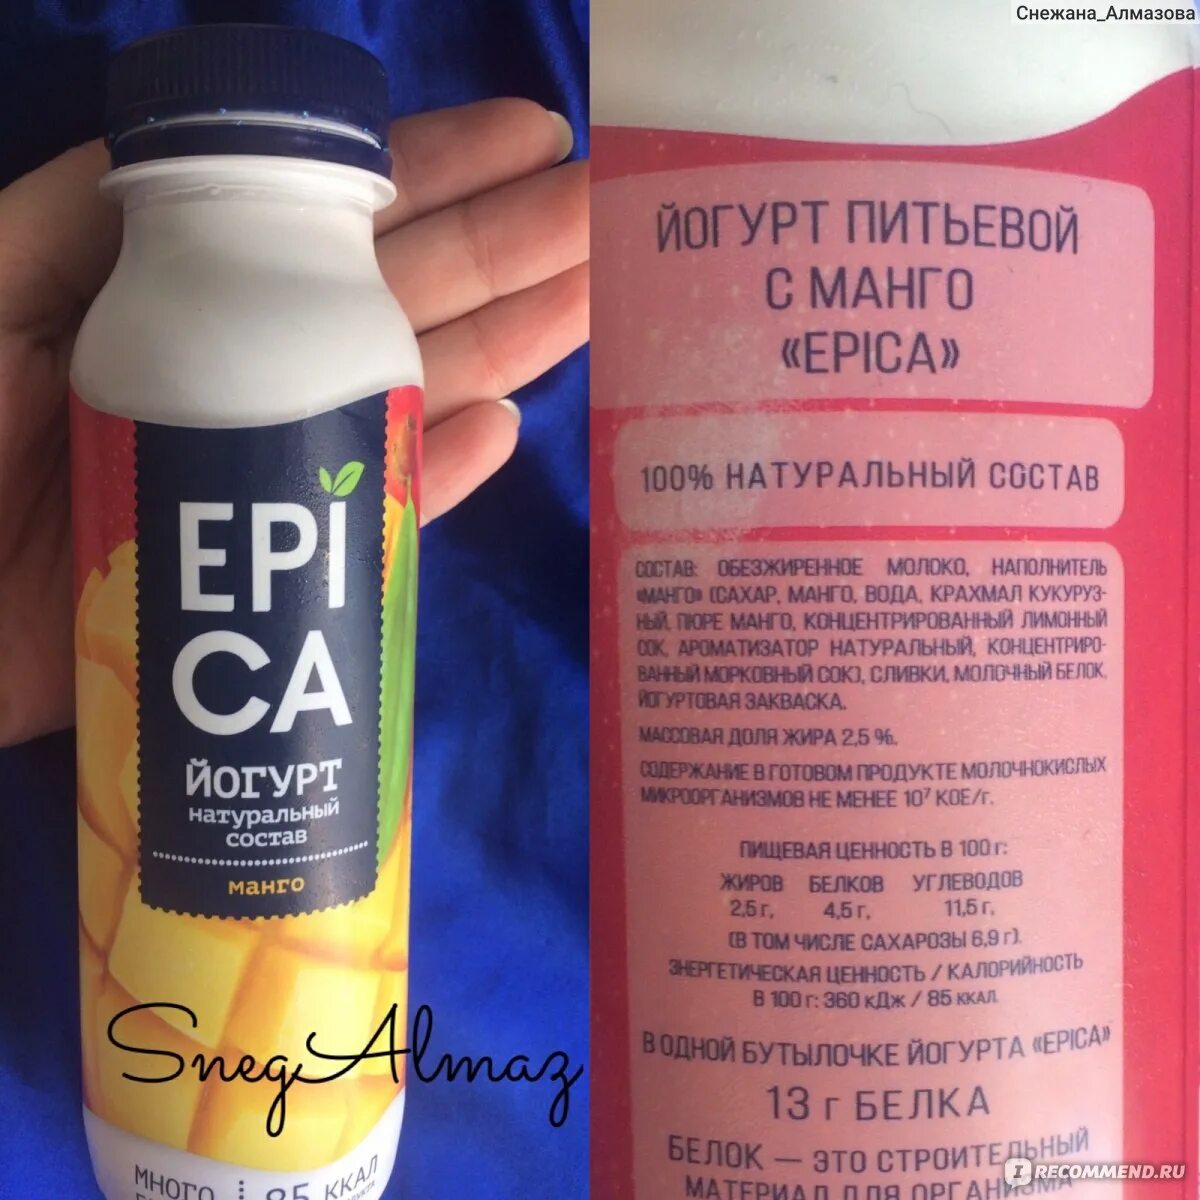 Снежана_Алмазова
EPI
CA
ЙОГУРТ
натуральный
состав
манго
SnegAlmaz
МНОГО
85 ККАЛ
ЙОГУРТ ПИТЬЕВОЙ
С МАНГО
«EPICA»
100% НАТУРАЛЬНЫЙ СОСТАВ
СОСТАВ: ОБЕЗЖИРЕННОЕ МОЛОКО, НАПОЛНИТЕЛЬ
«МАНГО» (САХАР, МАНГО, ВОДА, КРАХМАЛ КУКУРУЗ-
НЫЙ, ПЮРЕ МАНГО, КОНЦЕНТРИРОВАННЫЙ ЛИМОННЫЙ
СОК, АРОМАТИЗАТОР НАТУРАЛЬНЫЙ, КОНЦЕНТРИРО-
ВАННЫЙ МОРКОВНЫЙ СОК), СЛИВКИ, МОЛОЧНЫЙ БЕЛОК,
ЙОГУРТОВАЯ ЗАКВАСКА.
МАССОВАЯ ДОЛЯ ЖИРА 2,5 %.
СОДЕРЖАНИЕ В ГОТОВОМ ПРОДУКТЕ МОЛОЧНОКИСЛЫХ
МИКРООРГАНИЗМОВ НЕ МЕНЕЕ 10⁷ КОЕ/г.
ПИЩЕВАЯ ЦЕННОСТЬ В 100 г:
ЖИРОВ БЕЛКОВ УГЛЕВОДОВ
2,5 г, 4,5 г, 11,5 г,
(В ТОМ ЧИСЛЕ САХАРОЗЫ 6,9 г).
ЭНЕРГЕТИЧЕСКАЯ ЦЕННОСТЬ / КАЛОРИЙНОСТЬ
В 100 г: 360 кДж / 85 ккал
В ОДНОЙ БУТЫЛОЧКЕ ЙОГУРТА «EPICA»
13 г БЕЛКА
БЕЛОК — ЭТО СТРОИТЕЛЬНЫЙ
МАТЕРИАЛ ДЛЯ ОРГАНИЗМА
IRECOMMEND.RU